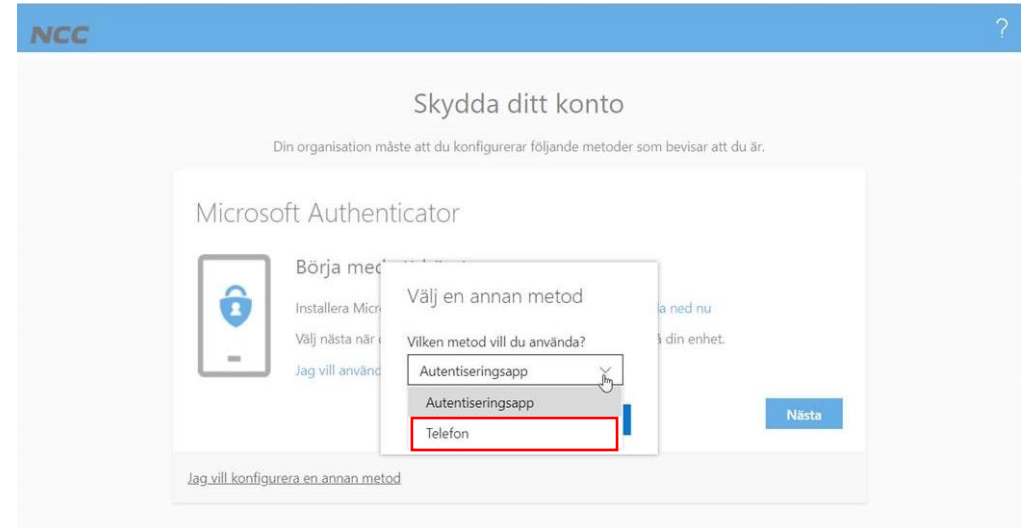 NCC
?
Skydda ditt konto
Din organisation måste att du konfigurerar följande metoder som bevisar att du är.
Microsoft Authenticator
Börja med
Installera Micr
la ned nu
Välj nästa när
din enhet.
Jag vill använd
Välj en annan metod
Vilken metod vill du använda?
Autentiseringsapp
Autentiseringsapp
Telefon
Nästa
Jag vill konfigurera en annan metod